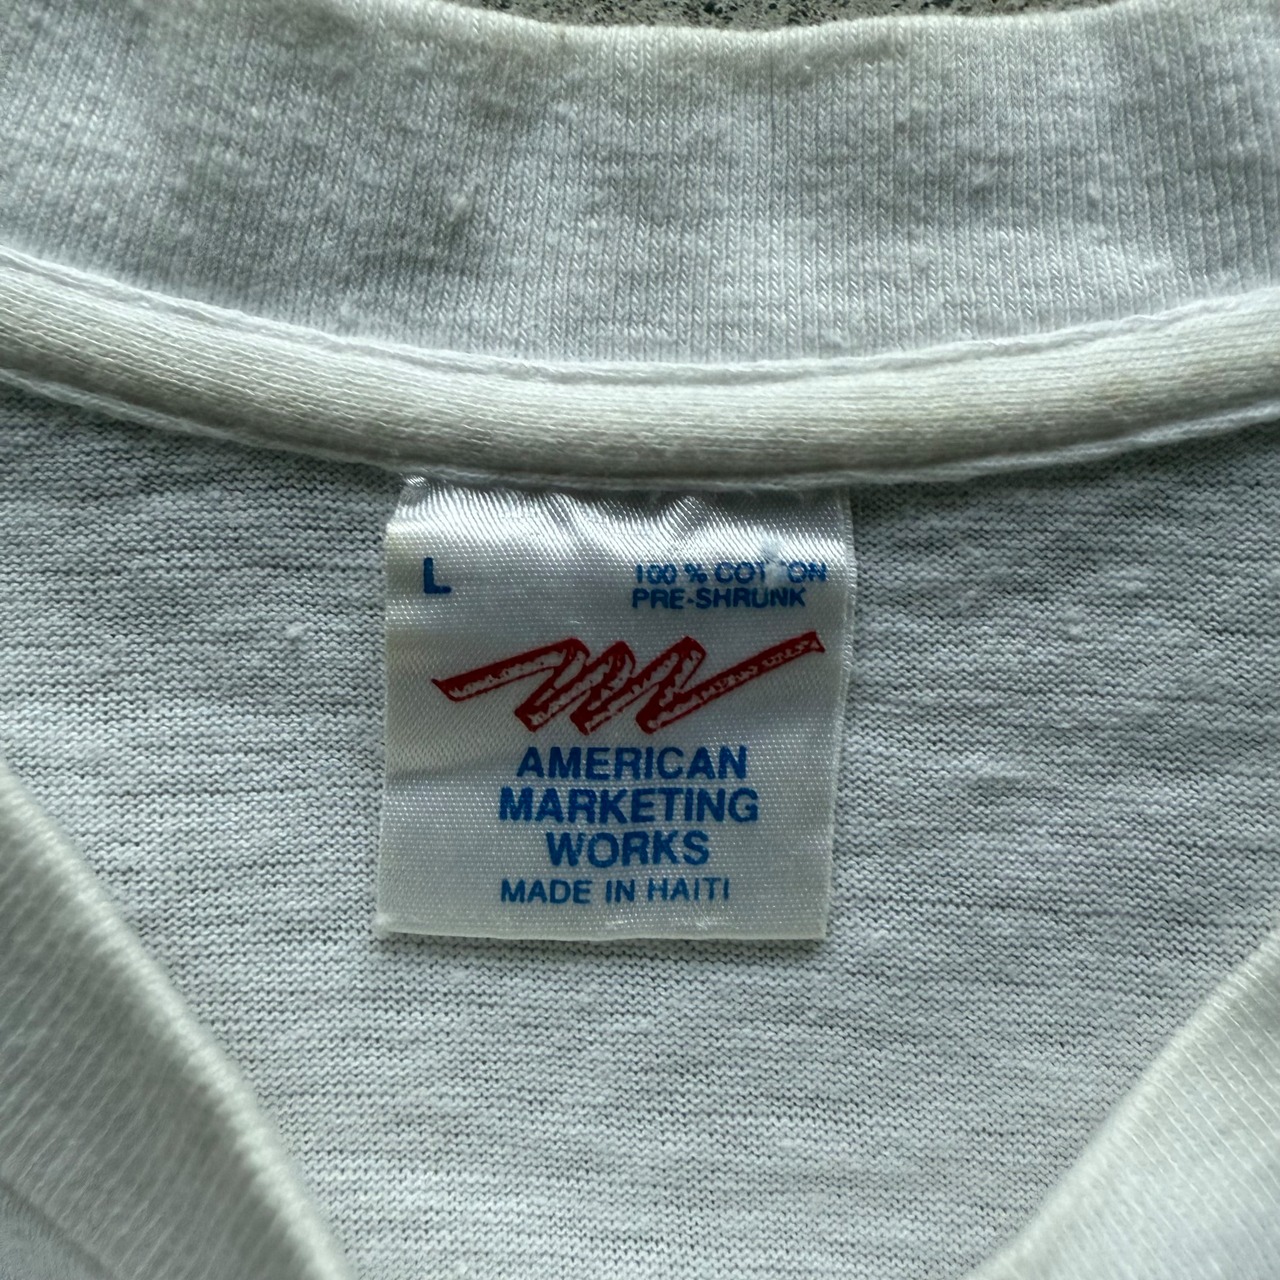 L
100 % COTTON
PRE-SHRUNK
AMERICAN
MARKETING
WORKS
MADE IN HAITI